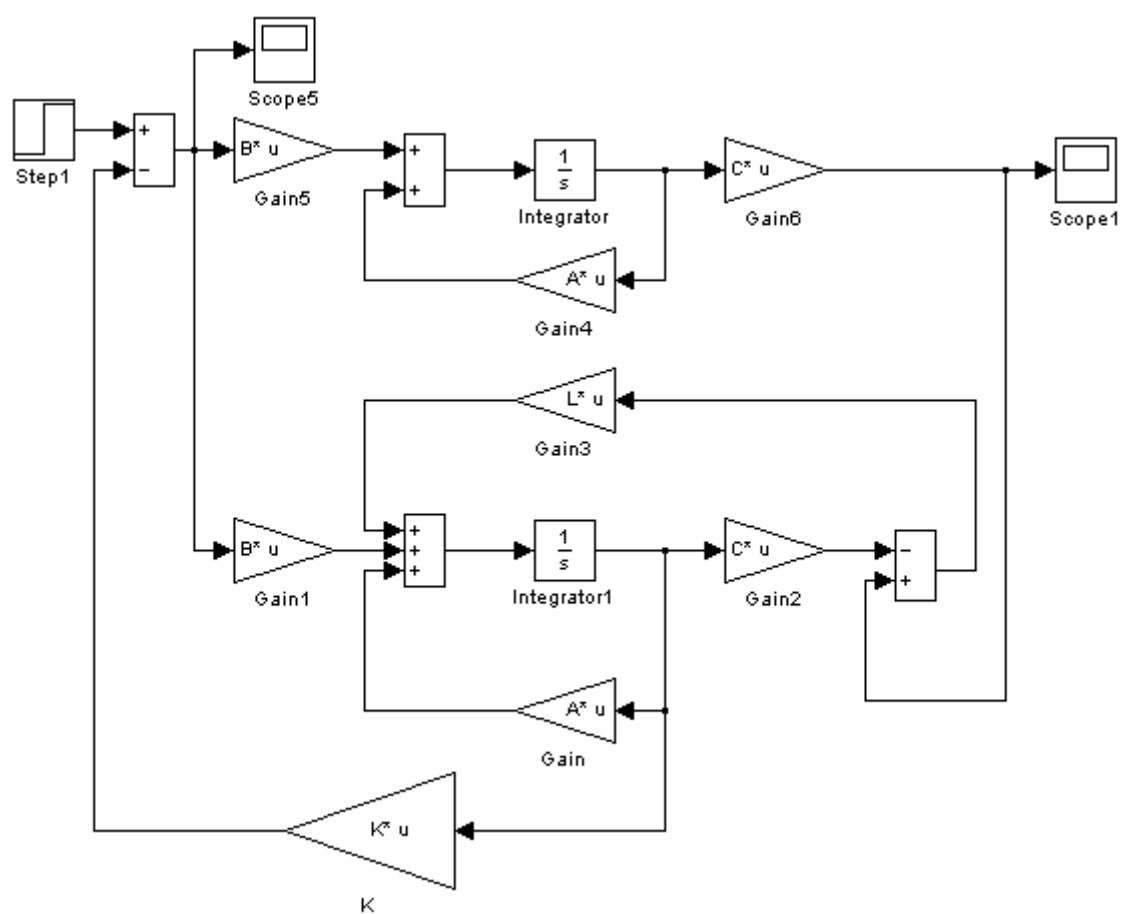 Scope5
Step1
+
−
B* u
Gain5
+
+
1
s
Integrator
C* u
Gain6
Scope1
A* u
Gain4
L* u
Gain3
B* u
Gain1
+
+
+
1
s
Integrator1
C* u
Gain2
−
+
A* u
Gain
K* u
K